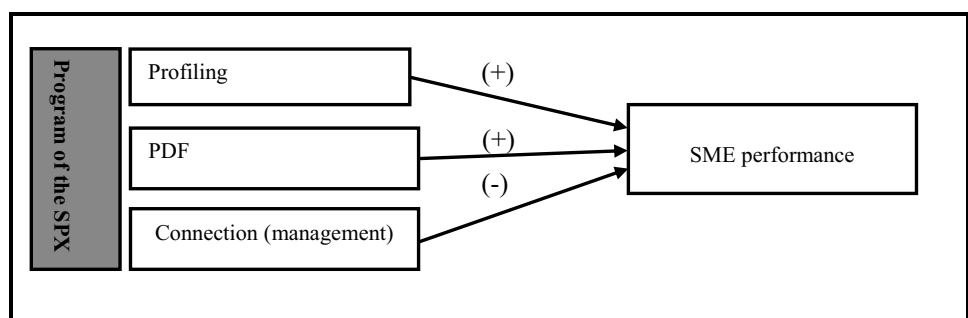 Program of the SPX
Profiling
(+)
PDF
(+)
SME performance
(-)
Connection (management)